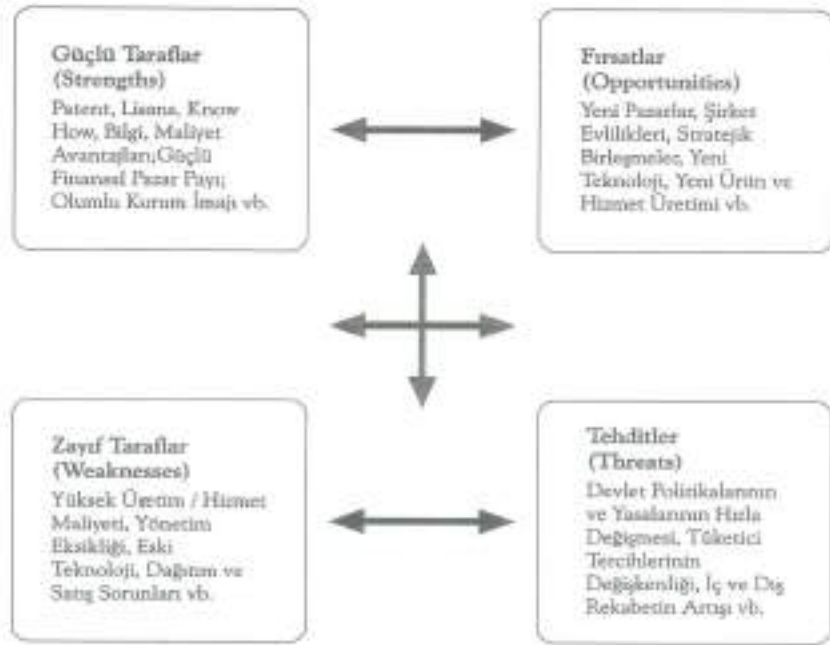 Güçlü Taraflar
(Strengths)
Patent, Lisans, Know
How, Bilgi, Maliyet
Avantajları;Güçlü
Finansal Pazar Payı;
Olumlu Kurum İmajı vb.
Fırsatlar
(Opportunities)
Yeni Pazarlar, Şirket
Evlilikleri, Stratejik
Birleşmeler, Yeni
Teknoloji, Yeni Ürün ve
Hizmet Üretimi vb.
Zayıf Taraflar
(Weaknesses)
Yüksek Üretim / Hizmet
Maliyeti, Yönetim
Eksikliği, Eski
Teknoloji, Dağıtım ve
Satış Sorunları vb.
Tehditler
(Threats)
Devlet Politikalarının
ve Yasalarının Hızla
Değişmesi, Tüketici
Tercihlerinin
Değişkenliği, İç ve Dış
Rekabetin Artışı vb.